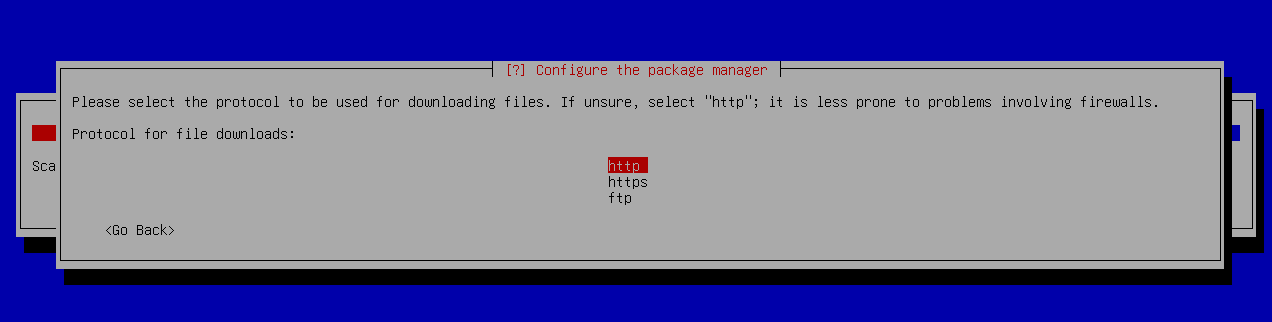 [?] Configure the package manager
Please select the protocol to be used for downloading files. If unsure, select "http"; it is less prone to problems involving firewalls.
Protocol for file downloads:
Sca
http
https
ftp
<Go Back>